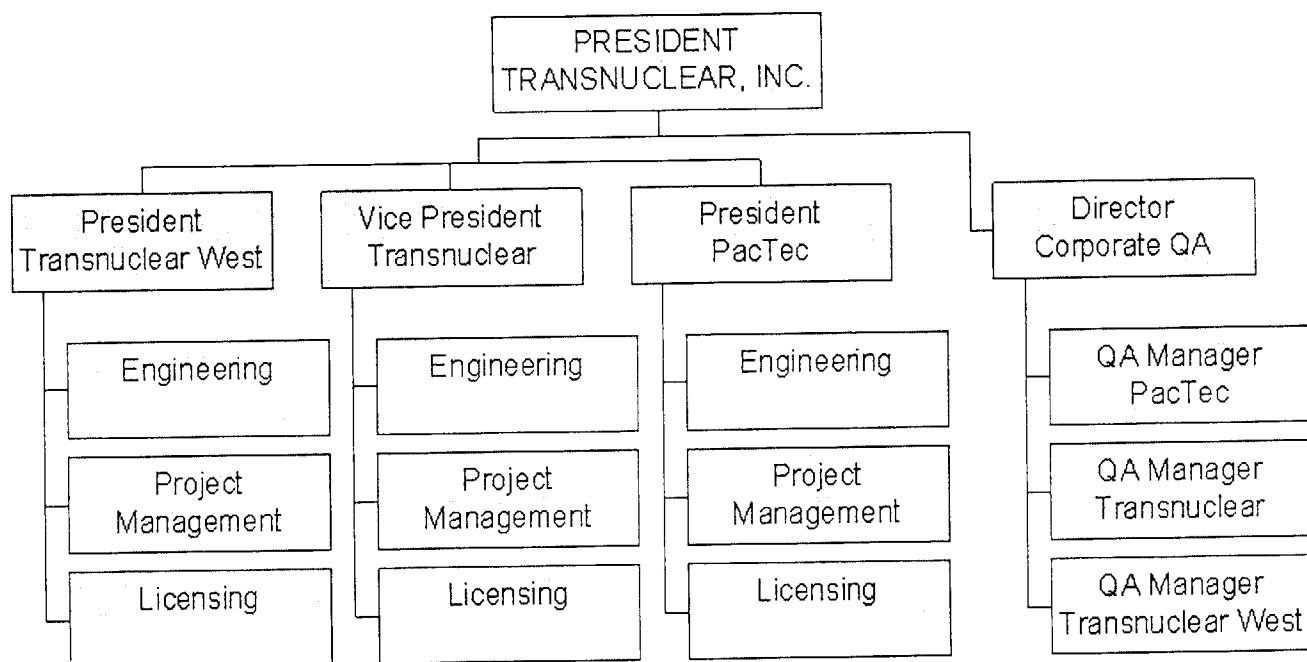 PRESIDENT
TRANSNUCLEAR, INC.
President
Transnuclear West
Vice President
Transnuclear
President
PacTec
Director
Corporate QA
Engineering
Engineering
Engineering
QA Manager
PacTec
Project
Management
Project
Management
Project
Management
QA Manager
Transnuclear
Licensing
Licensing
Licensing
QA Manager
Transnuclear West